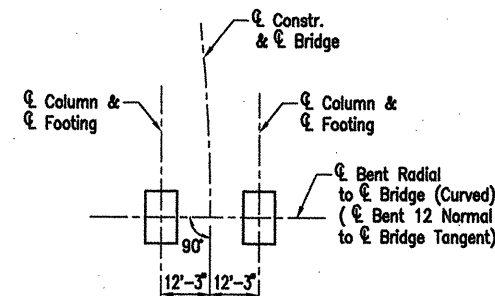 ℄ Constr.
& ℄ Bridge
℄ Column &
℄ Footing
℄ Column &
℄ Footing
℄ Bent Radial
to ℄ Bridge (Curved)
( ℄ Bent 12 Normal
to ℄ Bridge Tangent)
90°
12'-3"
12'-3"